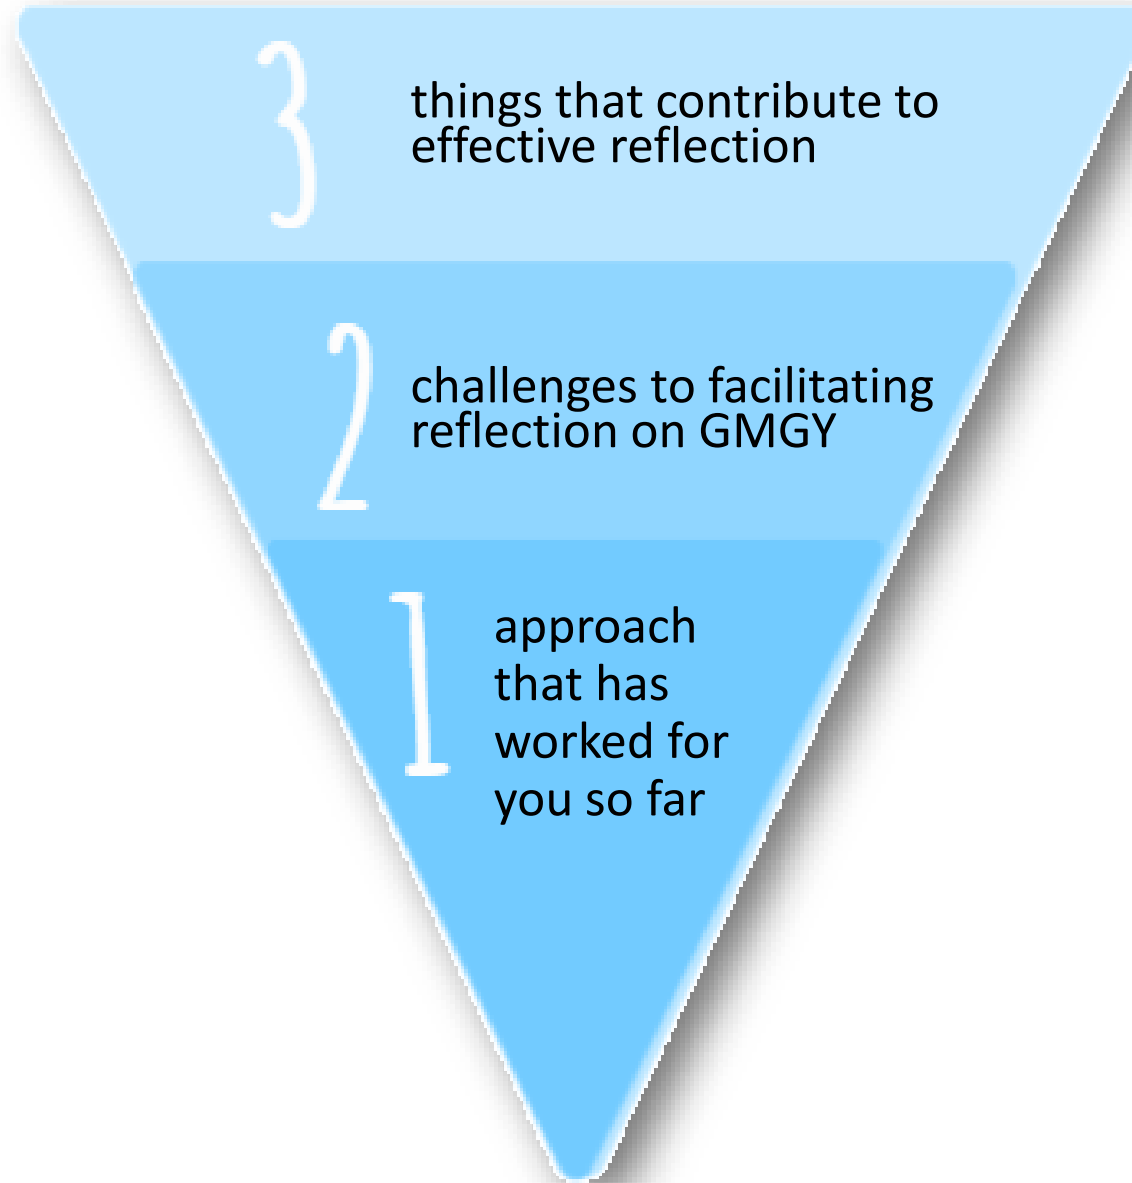 3
things that contribute to
effective reflection
2
challenges to facilitating
reflection on GMGY
1
approach
that has
worked for
you so far